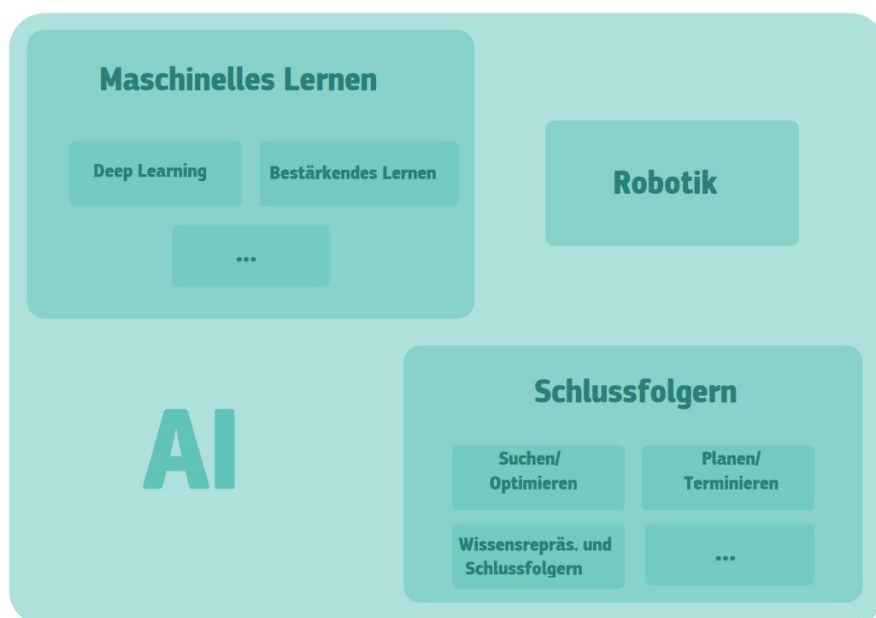 Maschinelles Lernen
Deep Learning
Bestärkendes Lernen
...
Robotik
AI
Schlussfolgern
Suchen/
Optimieren
Planen/
Terminieren
Wissensrepräs. und
Schlussfolgern
...